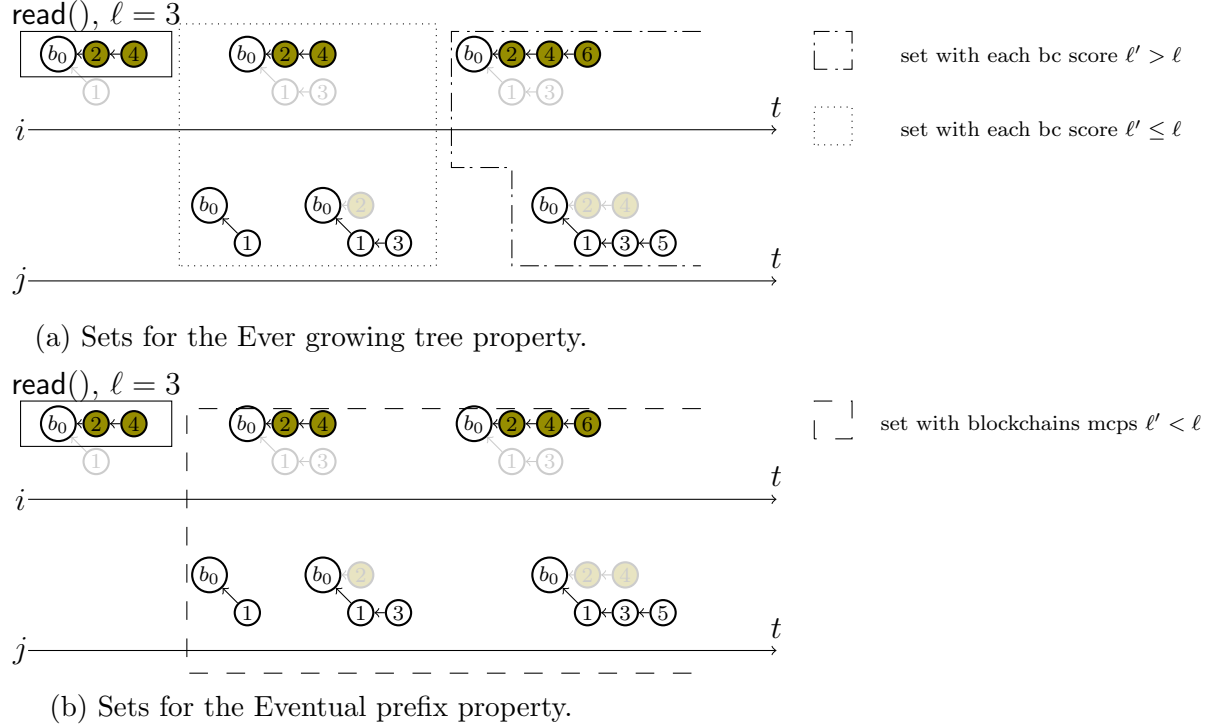 read(), ℓ = 3
b₀ 2 4
1
b₀ 2 4
1 3
b₀ 2 4 6
1 3
i
t
b₀
1
b₀ 2
1 3
b₀ 2 4
1 3 5
j
t
set with each bc score ℓ′ > ℓ
set with each bc score ℓ′ ≤ ℓ
(a) Sets for the Ever growing tree property.
read(), ℓ = 3
b₀ 2 4
1
b₀ 2 4
1 3
b₀ 2 4 6
1 3
i
t
b₀
1
b₀ 2
1 3
b₀ 2 4
1 3 5
j
t
set with blockchains mcps ℓ′ < ℓ
(b) Sets for the Eventual prefix property.